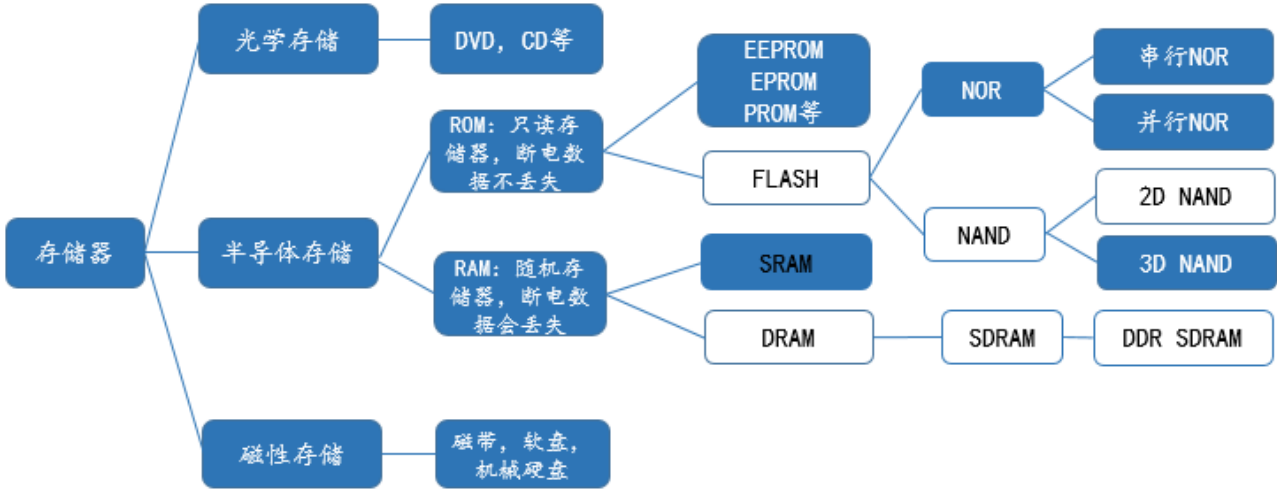 光学存储
DVD, CD等
EEPROM
EPROM
PROM等
NOR
串行NOR
并行NOR
ROM: 只读存
储器, 断电数
据不丢失
FLASH
2D NAND
NAND
3D NAND
存储器
半导体存储
RAM: 随机存
储器, 断电数
据会丢失
SRAM
DRAM
SDRAM
DDR SDRAM
磁性存储
磁带, 软盘,
机械硬盘